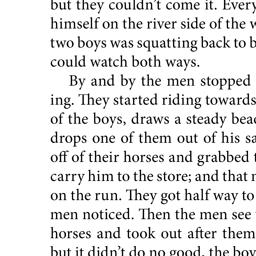 but they couldn't come it. Every
himself on the river side of the
two boys was squatting back to
could watch both ways.
By and by the men stopped
ing. They started riding towards
of the boys, draws a steady
drops one of them out of his
off of their horses and grabbed
carry him to the store; and that
on the run. They got half way to
men noticed. Then the men see
horses and took out after them
but it didn't do no good, the